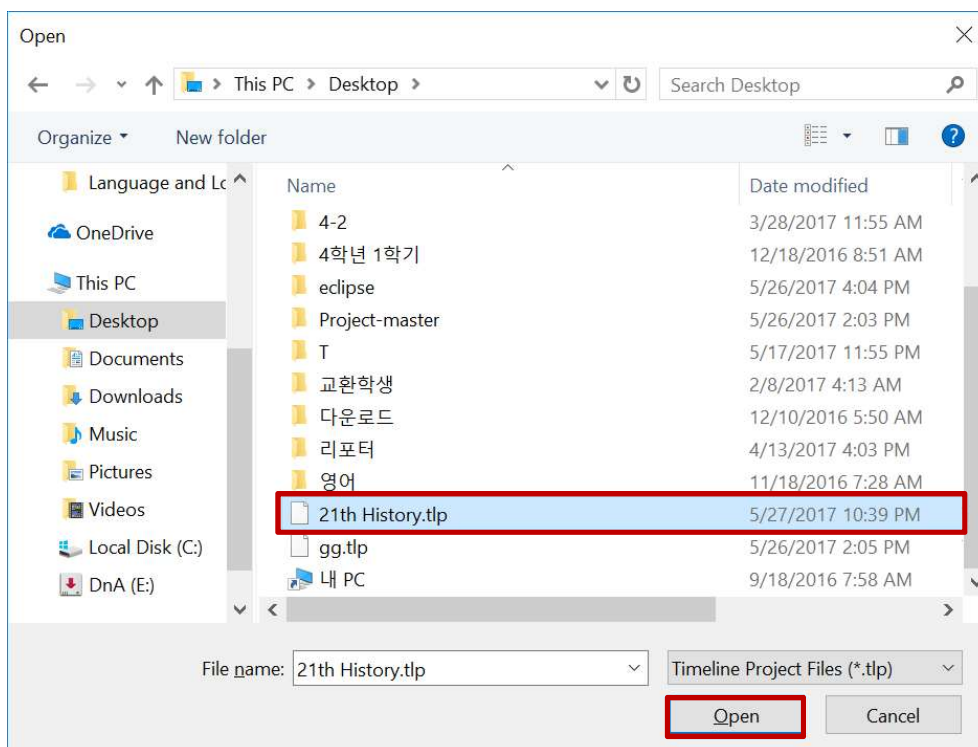 Open
This PC > Desktop >
Search Desktop
Organize
New folder
Language and Lc
OneDrive
This PC
Desktop
Documents
Downloads
Music
Pictures
Videos
Local Disk (C:)
DnA (E:)
Name Date modified
4-2 3/28/2017 11:55 AM
4학년 1학기 12/18/2016 8:51 AM
eclipse 5/26/2017 4:04 PM
Project-master 5/26/2017 2:03 PM
T 5/17/2017 11:55 PM
교환학생 2/8/2017 4:13 AM
다운로드 12/10/2016 5:50 AM
리포터 4/13/2017 4:03 PM
영어 11/18/2016 7:28 AM
21th History.tlp 5/27/2017 10:39 PM
gg.tlp 5/26/2017 2:05 PM
내 PC 9/18/2016 7:58 AM
File name: 21th History.tlp
Timeline Project Files (*.tlp)
Open
Cancel